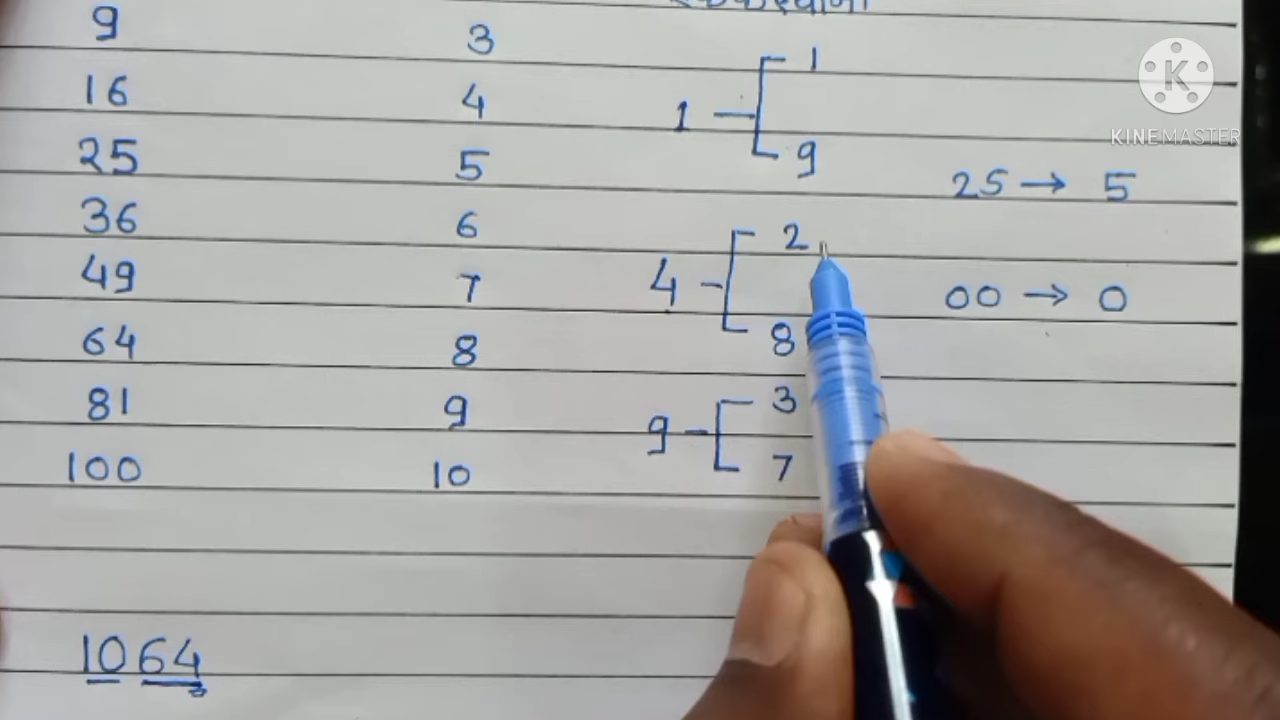 9 3
16 4
25 5
36 6
49 7
64 8
81 9
100 10
1 — 1
9
4 — 2
8
9 — 3
7
25 → 5
00 → 0
1064
K
KINEMASTER